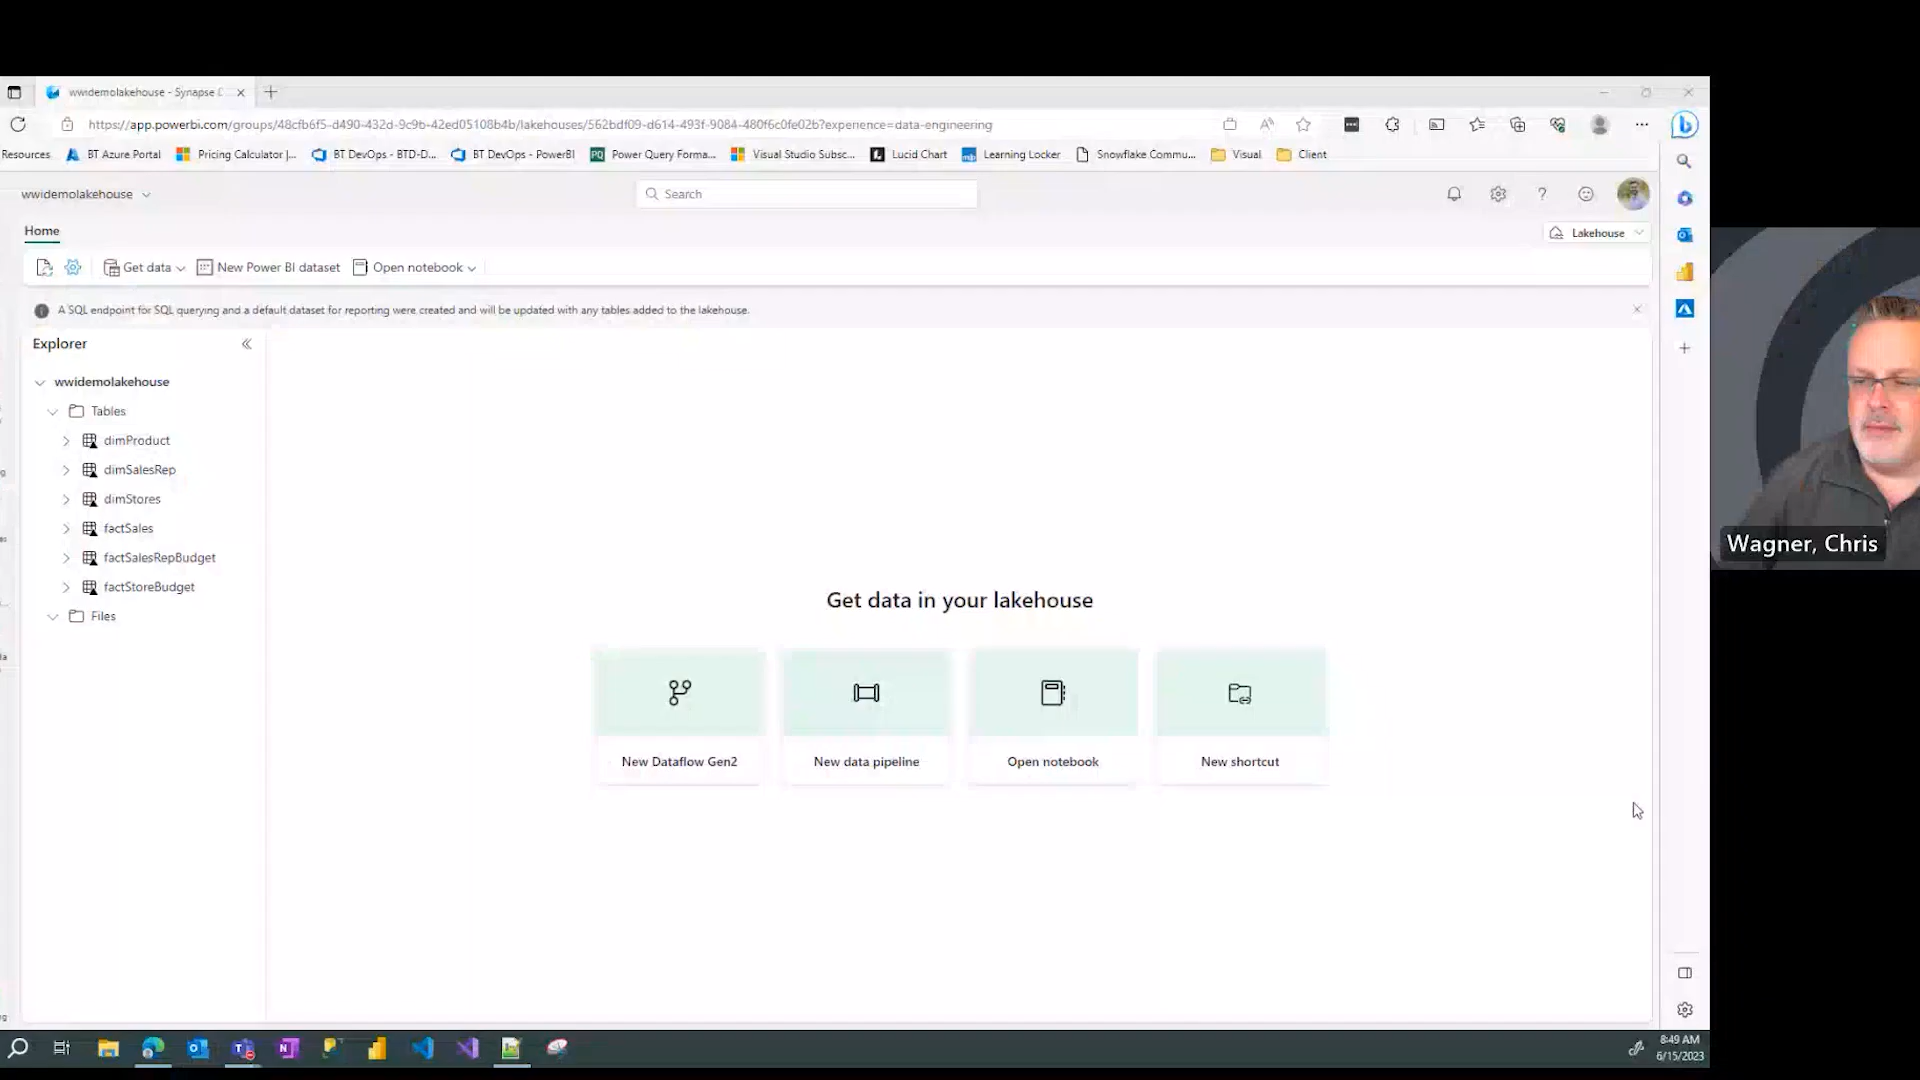 wwidemolakehouse - Synapse
https://app.powerbi.com/groups/48cfb6f5-d490-432d-9c9b-42ed05108b4b/lakehouses/562bdf09-d614-493f-9084-480f6c0fe02b?experience=data-engineering
Resources BT Azure Portal Pricing Calculator |... BT DevOps - BTD-D... BT DevOps - PowerBI Power Query Forma... Visual Studio Subsc... Lucid Chart Learning Locker Snowflake Commu... Visual Client
wwidemolakehouse Search
Home Lakehouse
Get data New Power BI dataset Open notebook
A SQL endpoint for SQL querying and a default dataset for reporting were created and will be updated with any tables added to the lakehouse.
Explorer
wwidemolakehouse
Tables
dimProduct
dimSalesRep
dimStores
factSales
factSalesRepBudget
factStoreBudget
Files
Get data in your lakehouse
New Dataflow Gen2 New data pipeline Open notebook New shortcut
Wagner, Chris
8:49 AM
6/15/2023